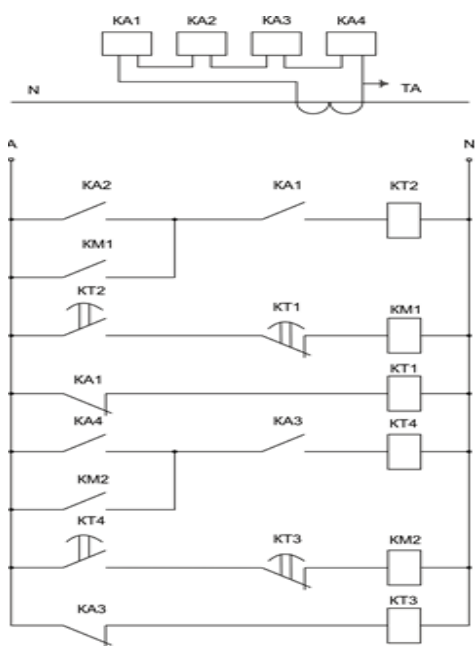 KA1 KA2 KA3 KA4
N TA
A N
KA2 KA1 KT2
KM1
KT2 KT1 KM1
KA1 KT1
KA4 KA3 KT4
KM2
KT4 KT3 KM2
KA3 KT3